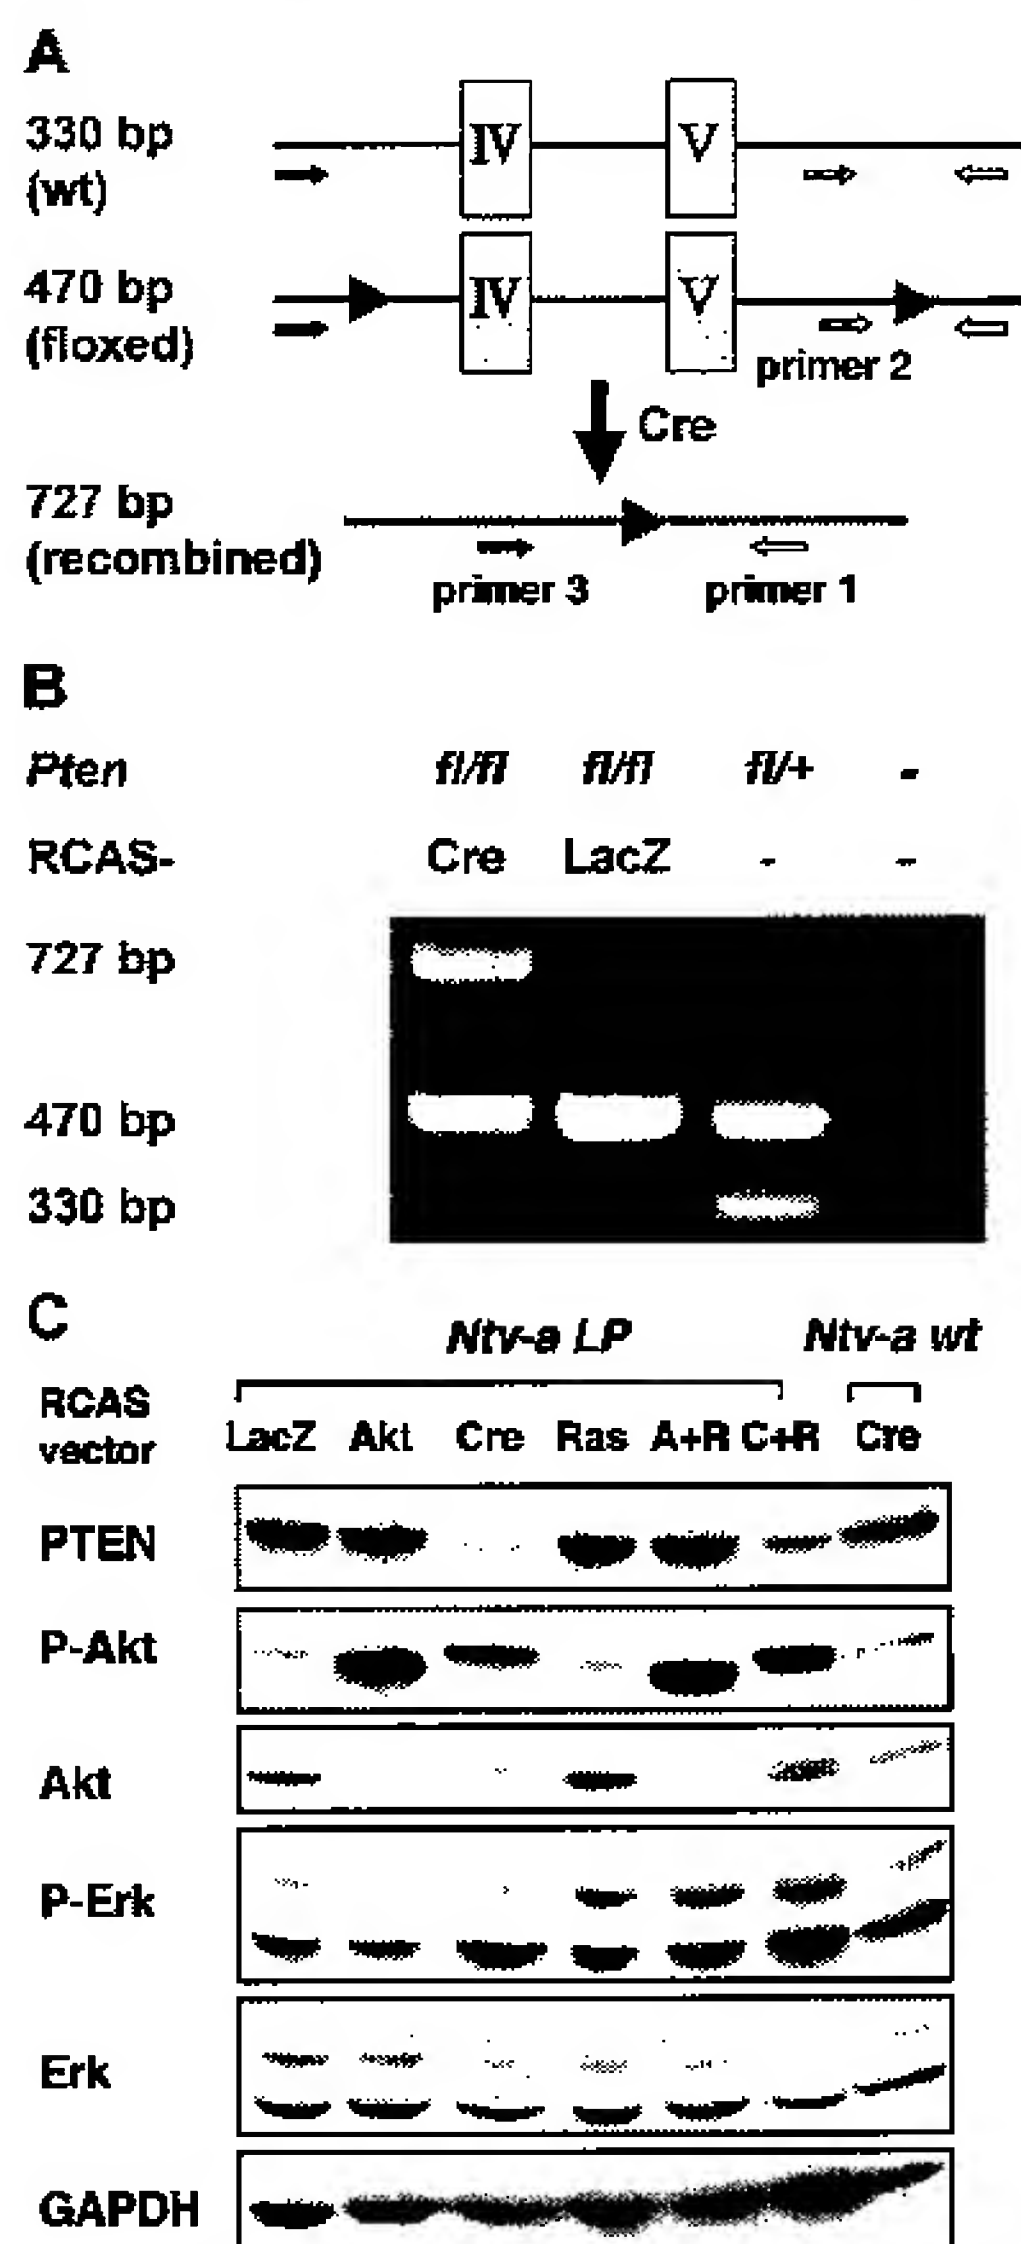 A
330 bp
(wt)
IV V
470 bp
(floxed)
IV V
primer 2
Cre
727 bp
(recombined)
primer 3 primer 1
B
Pten fl/fl fl/fl fl/+ -
RCAS- Cre LacZ - -
727 bp
470 bp
330 bp
C
Ntv-a LP Ntv-a wt
RCAS
vector
LacZ Akt Cre Ras A+R C+R Cre
PTEN
P-Akt
Akt
P-Erk
Erk
GAPDH